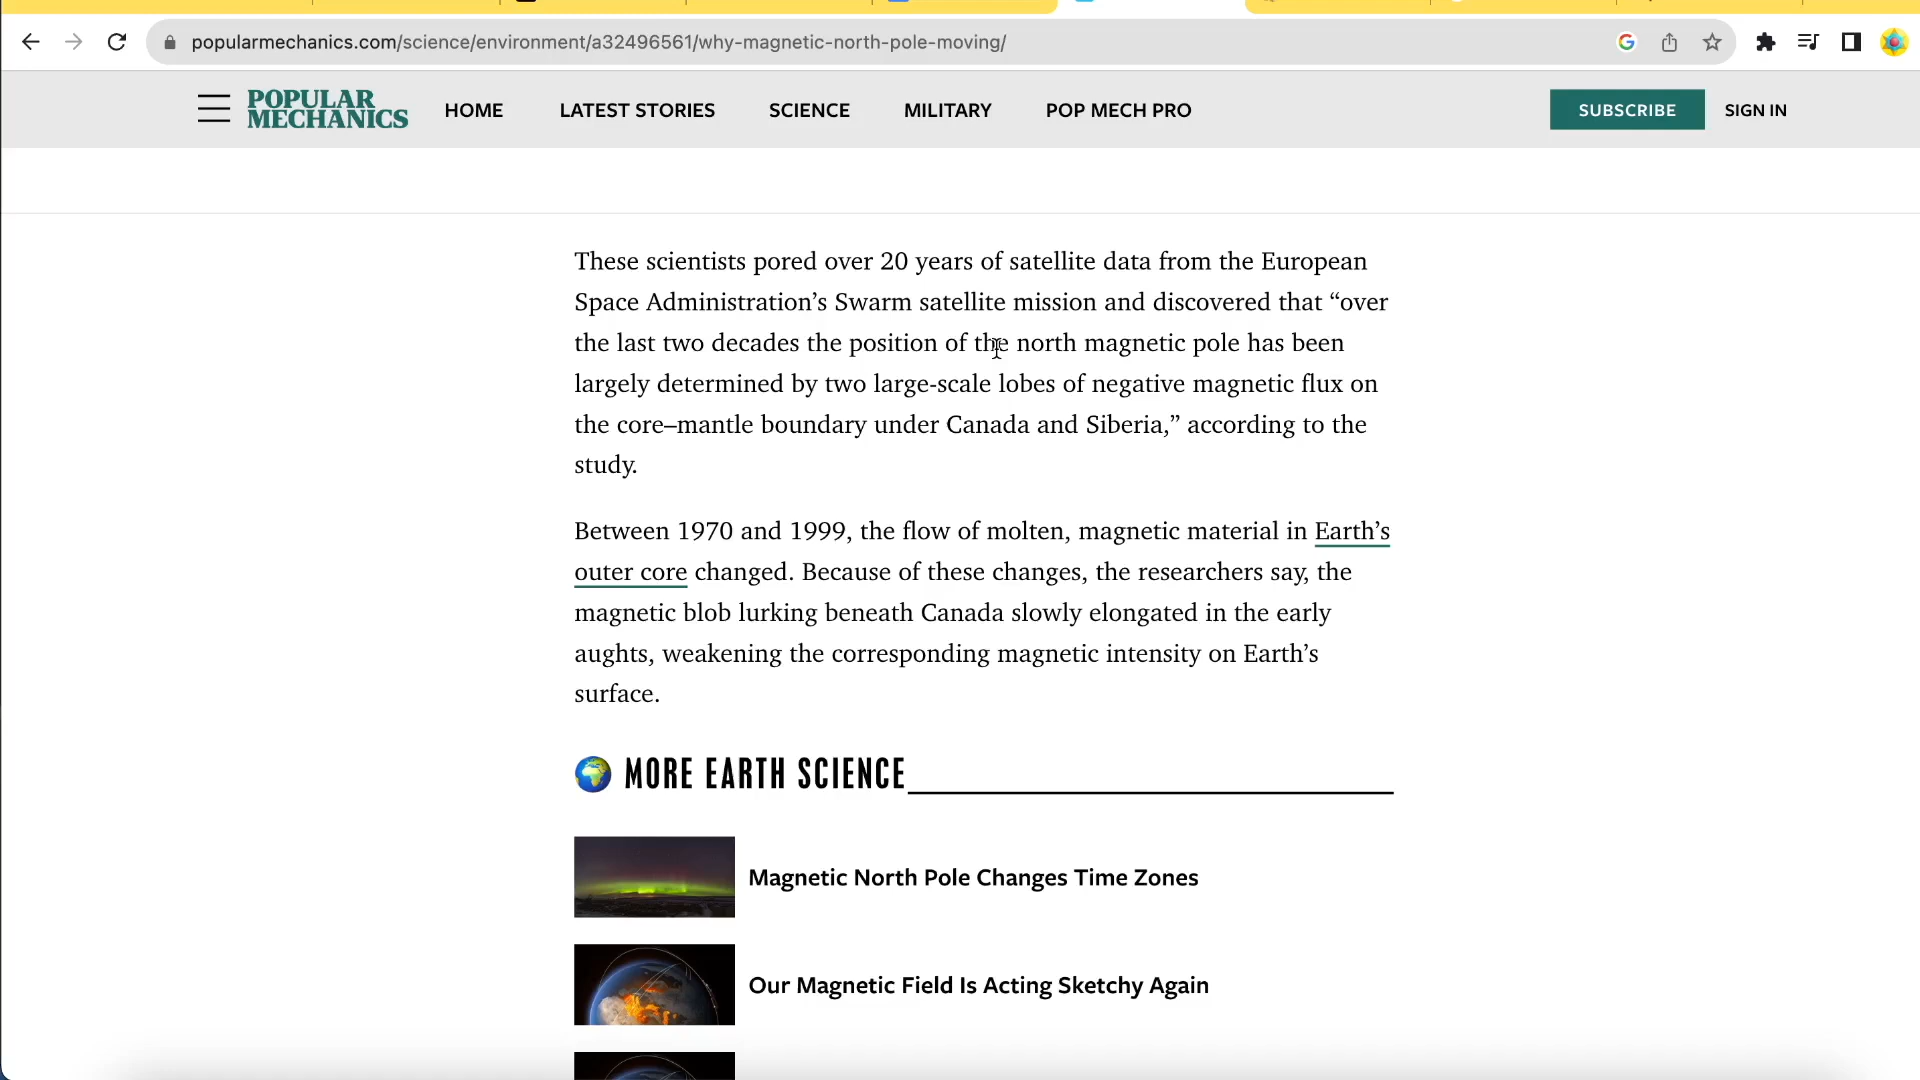 popularmechanics.com/science/environment/a32496561/why-magnetic-north-pole-moving/
POPULAR
MECHANICS
HOME
LATEST STORIES
SCIENCE
MILITARY
POP MECH PRO
SUBSCRIBE
SIGN IN
These scientists pored over 20 years of satellite data from the European
Space Administration’s Swarm satellite mission and discovered that “over
the last two decades the position of the north magnetic pole has been
largely determined by two large-scale lobes of negative magnetic flux on
the core–mantle boundary under Canada and Siberia,” according to the
study.
Between 1970 and 1999, the flow of molten, magnetic material in Earth’s
outer core changed. Because of these changes, the researchers say, the
magnetic blob lurking beneath Canada slowly elongated in the early
aughts, weakening the corresponding magnetic intensity on Earth’s
surface.
MORE EARTH SCIENCE
Magnetic North Pole Changes Time Zones
Our Magnetic Field Is Acting Sketchy Again